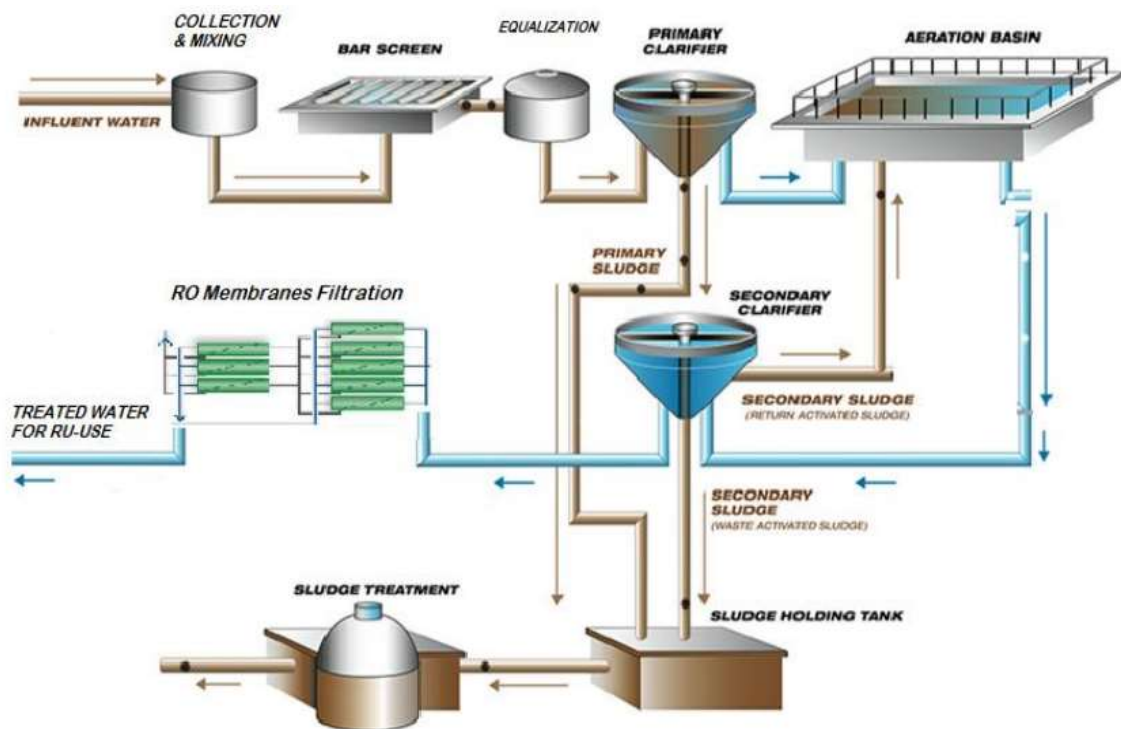 COLLECTION
& MIXING
BAR SCREEN
EQUALIZATION
PRIMARY
CLARIFIER
AERATION BASIN
INFLUENT WATER
PRIMARY
SLUDGE
RO Membranes Filtration
SECONDARY
CLARIFIER
SECONDARY SLUDGE
(RETURN ACTIVATED SLUDGE)
TREATED WATER
FOR RU-USE
SECONDARY
SLUDGE
(WASTE ACTIVATED SLUDGE)
SLUDGE TREATMENT
SLUDGE HOLDING TANK